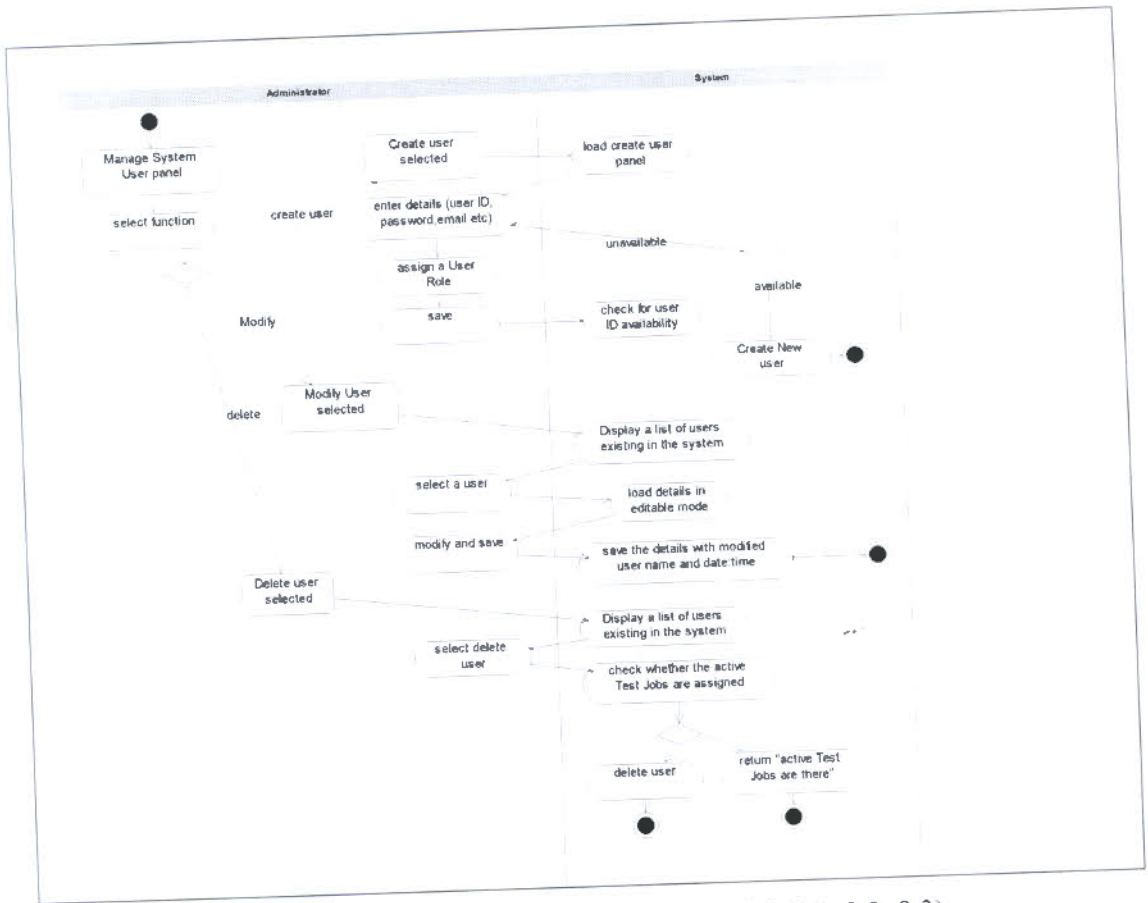 Administrator
System
Manage System
User panel
Create user
selected
load create user
panel
select function
create user
enter details (user ID,
password,email etc)
unavailable
assign a User
Role
available
Modify
save
check for user
ID availability
Create New
user
Modify User
selected
delete
Display a list of users
existing in the system
select a user
load details in
editable mode
modify and save
save the details with modified
user name and date:time
Delete user
selected
Display a list of users
existing in the system
select delete
user
check whether the active
Test Jobs are assigned
delete user
return "active Test
Jobs are there"